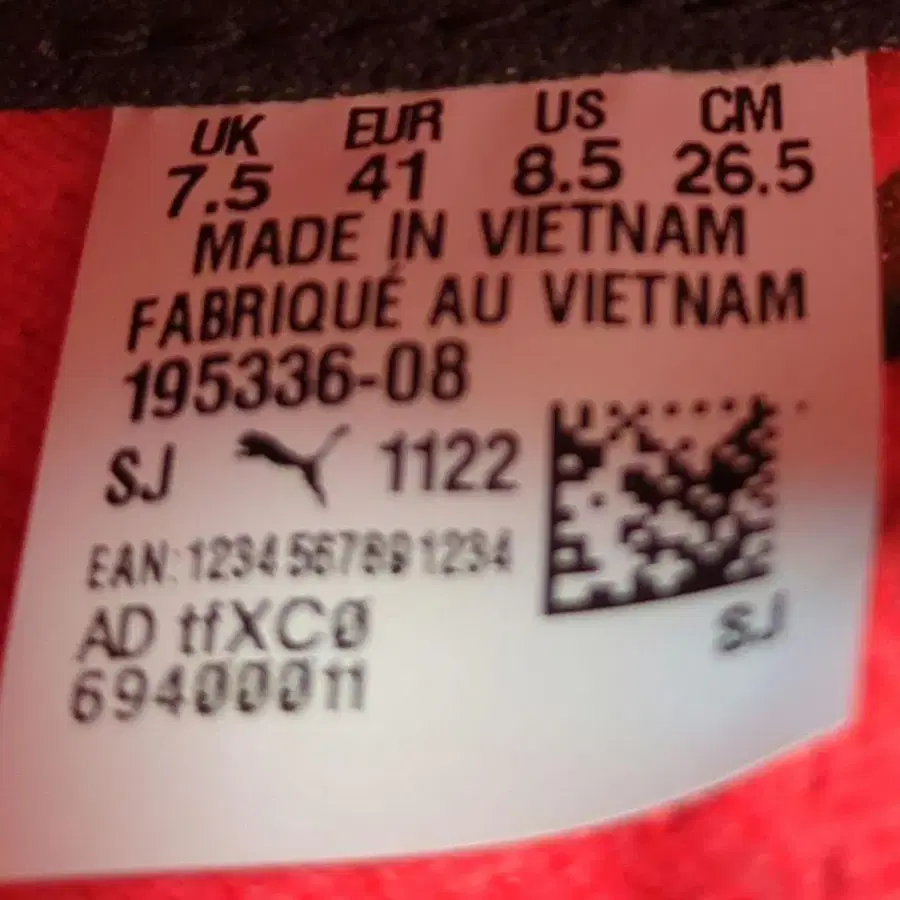 UK EUR US CM
7.5 41 8.5 26.5
MADE IN VIETNAM
FABRIQUÉ AU VIETNAM
195336-08
SJ 1122
EAN: 1234567891234
AD tfXC0
69400011
SJ